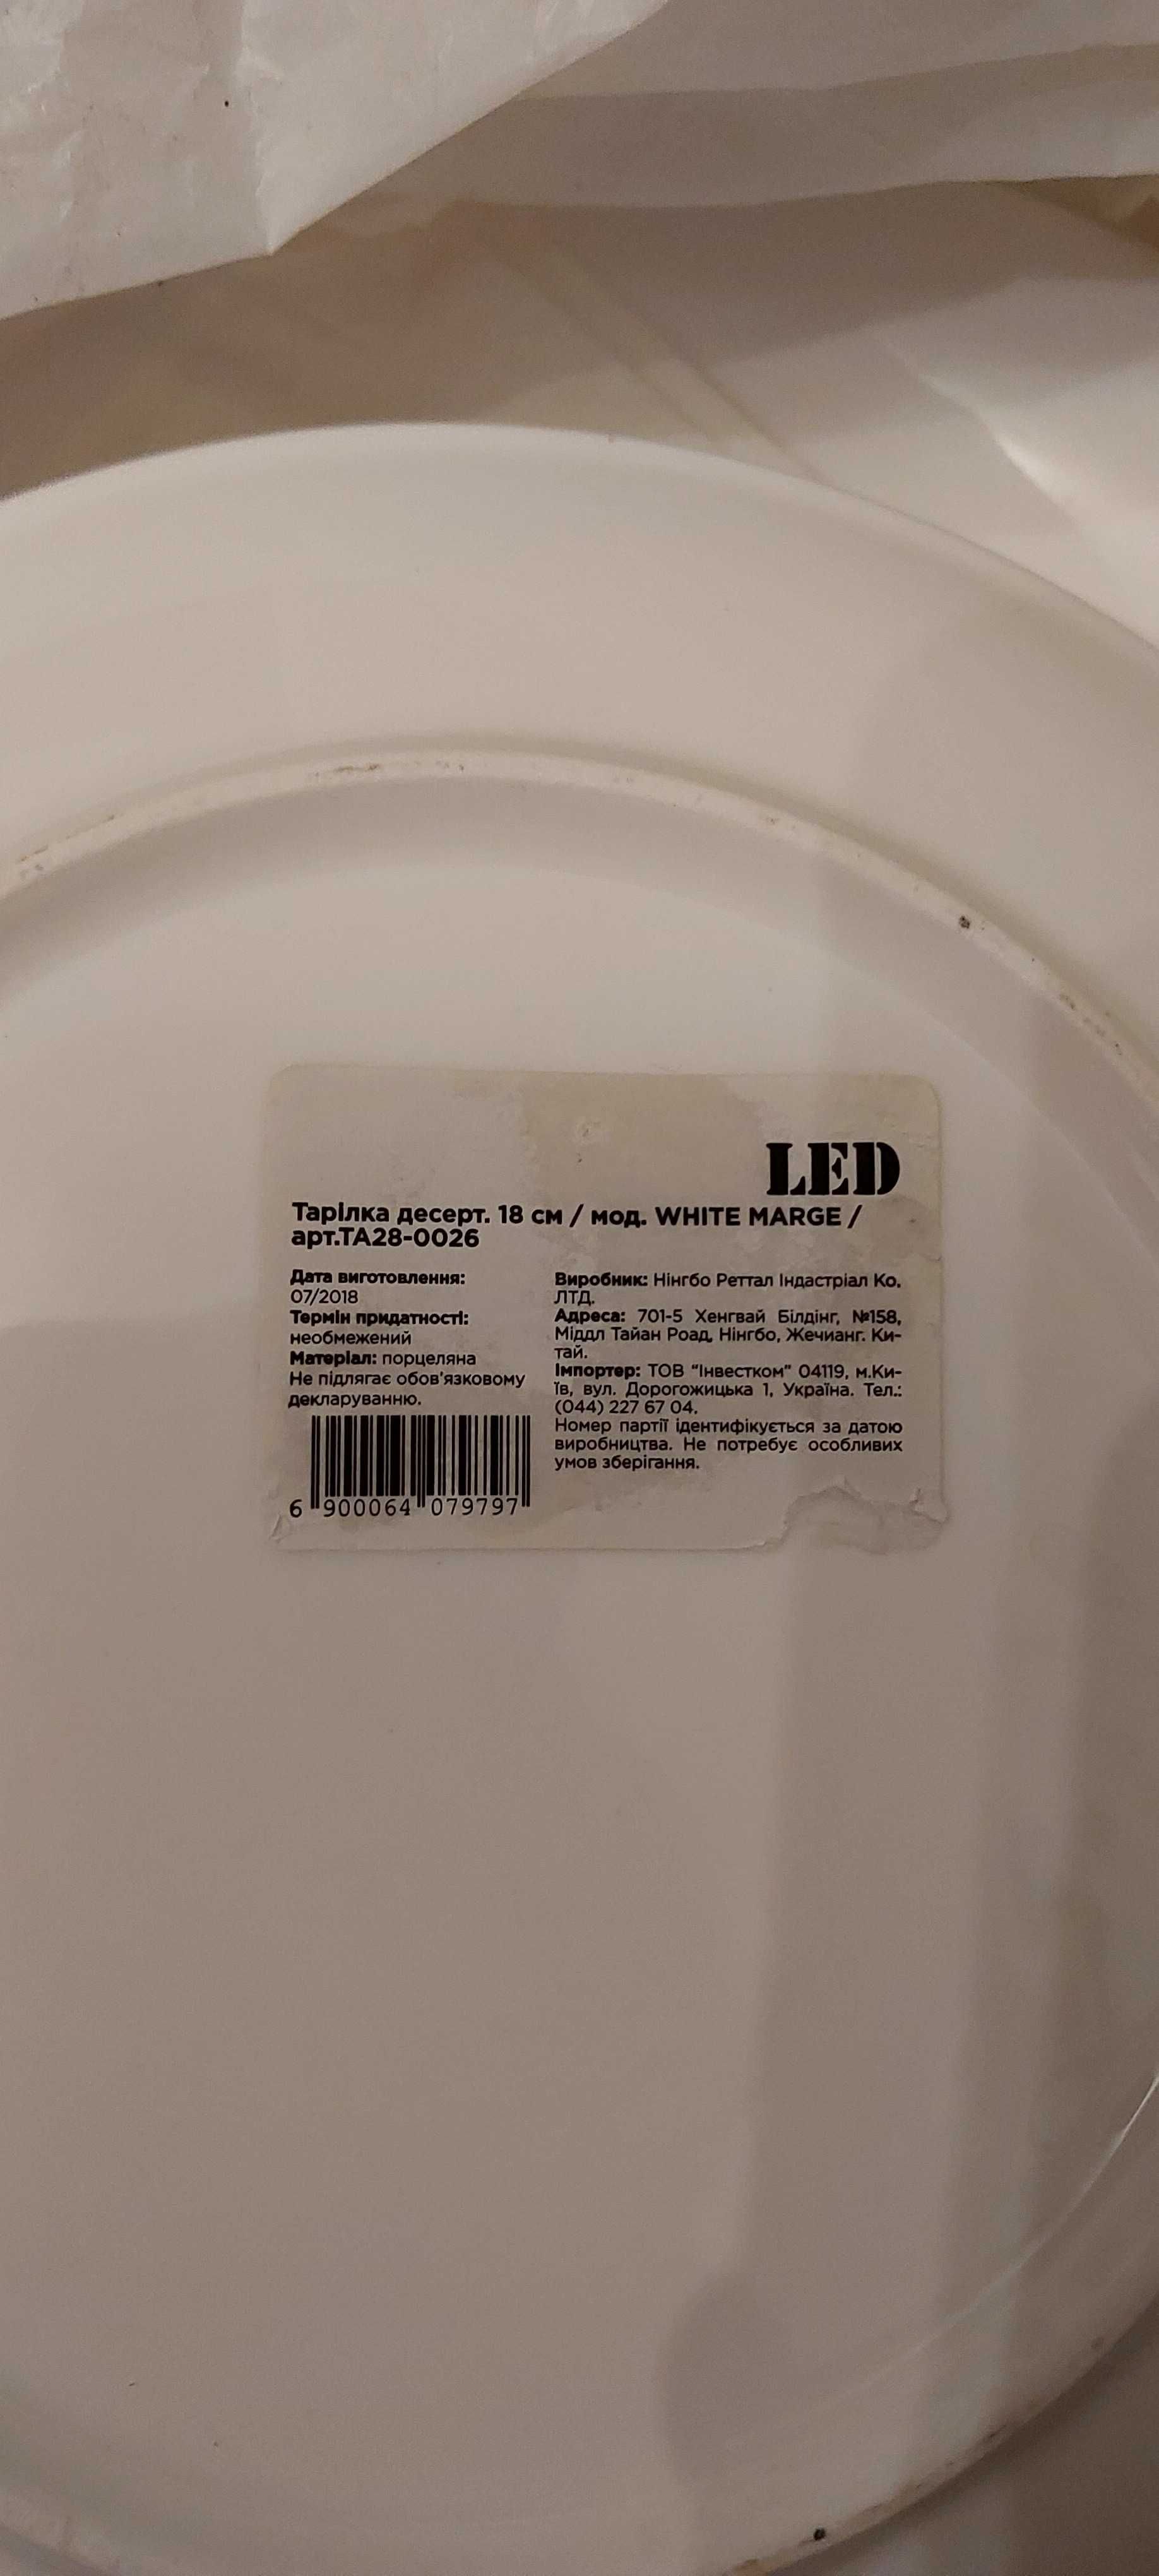 LED
Тарілка десерт. 18 см / мод. WHITE MARGE /
арт.ТА28-0026
Дата виготовлення:
07/2018
Термін придатності:
необмежений
Матеріал: порцеляна
Не підлягає обов'язковому
декларуванню.
6 900064 079797
Виробник: Нінгбо Реттал Індастріал Ко.
ЛТД.
Адреса: 701-5 Хенгвай Білдінг, №158,
Міддл Тайан Роад, Нінгбо, Жечианг. Ки-
тай.
Імпортер: ТОВ "Інвестком" 04119, м.Ки-
їв, вул. Дорогожицька 1, Україна. Тел.:
(044) 227 67 04.
Номер партії ідентифікується за датою
виробництва. Не потребує особливих
умов зберігання.